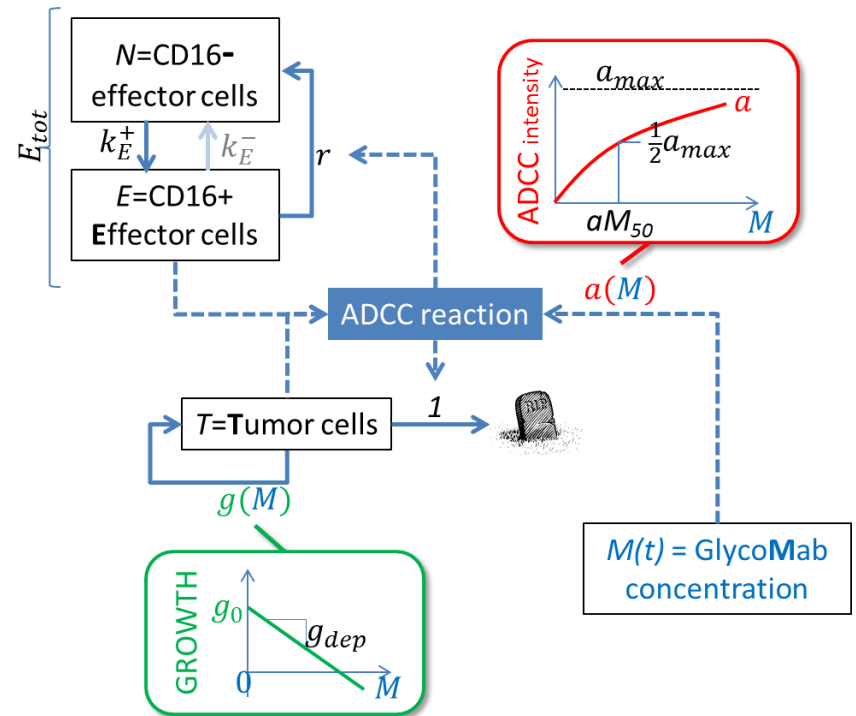 N=CD16-
effector cells
E_tot
k_E^+
k_E^-
r
E=CD16+
Effector cells
ADCC intensity
a_max
a
1/2 a_max
aM_50
M
a(M)
ADCC reaction
T=Tumor cells
1
RIP
g(M)
M(t) = GlycoMab
concentration
GROWTH
g_0
g_dep
0
M